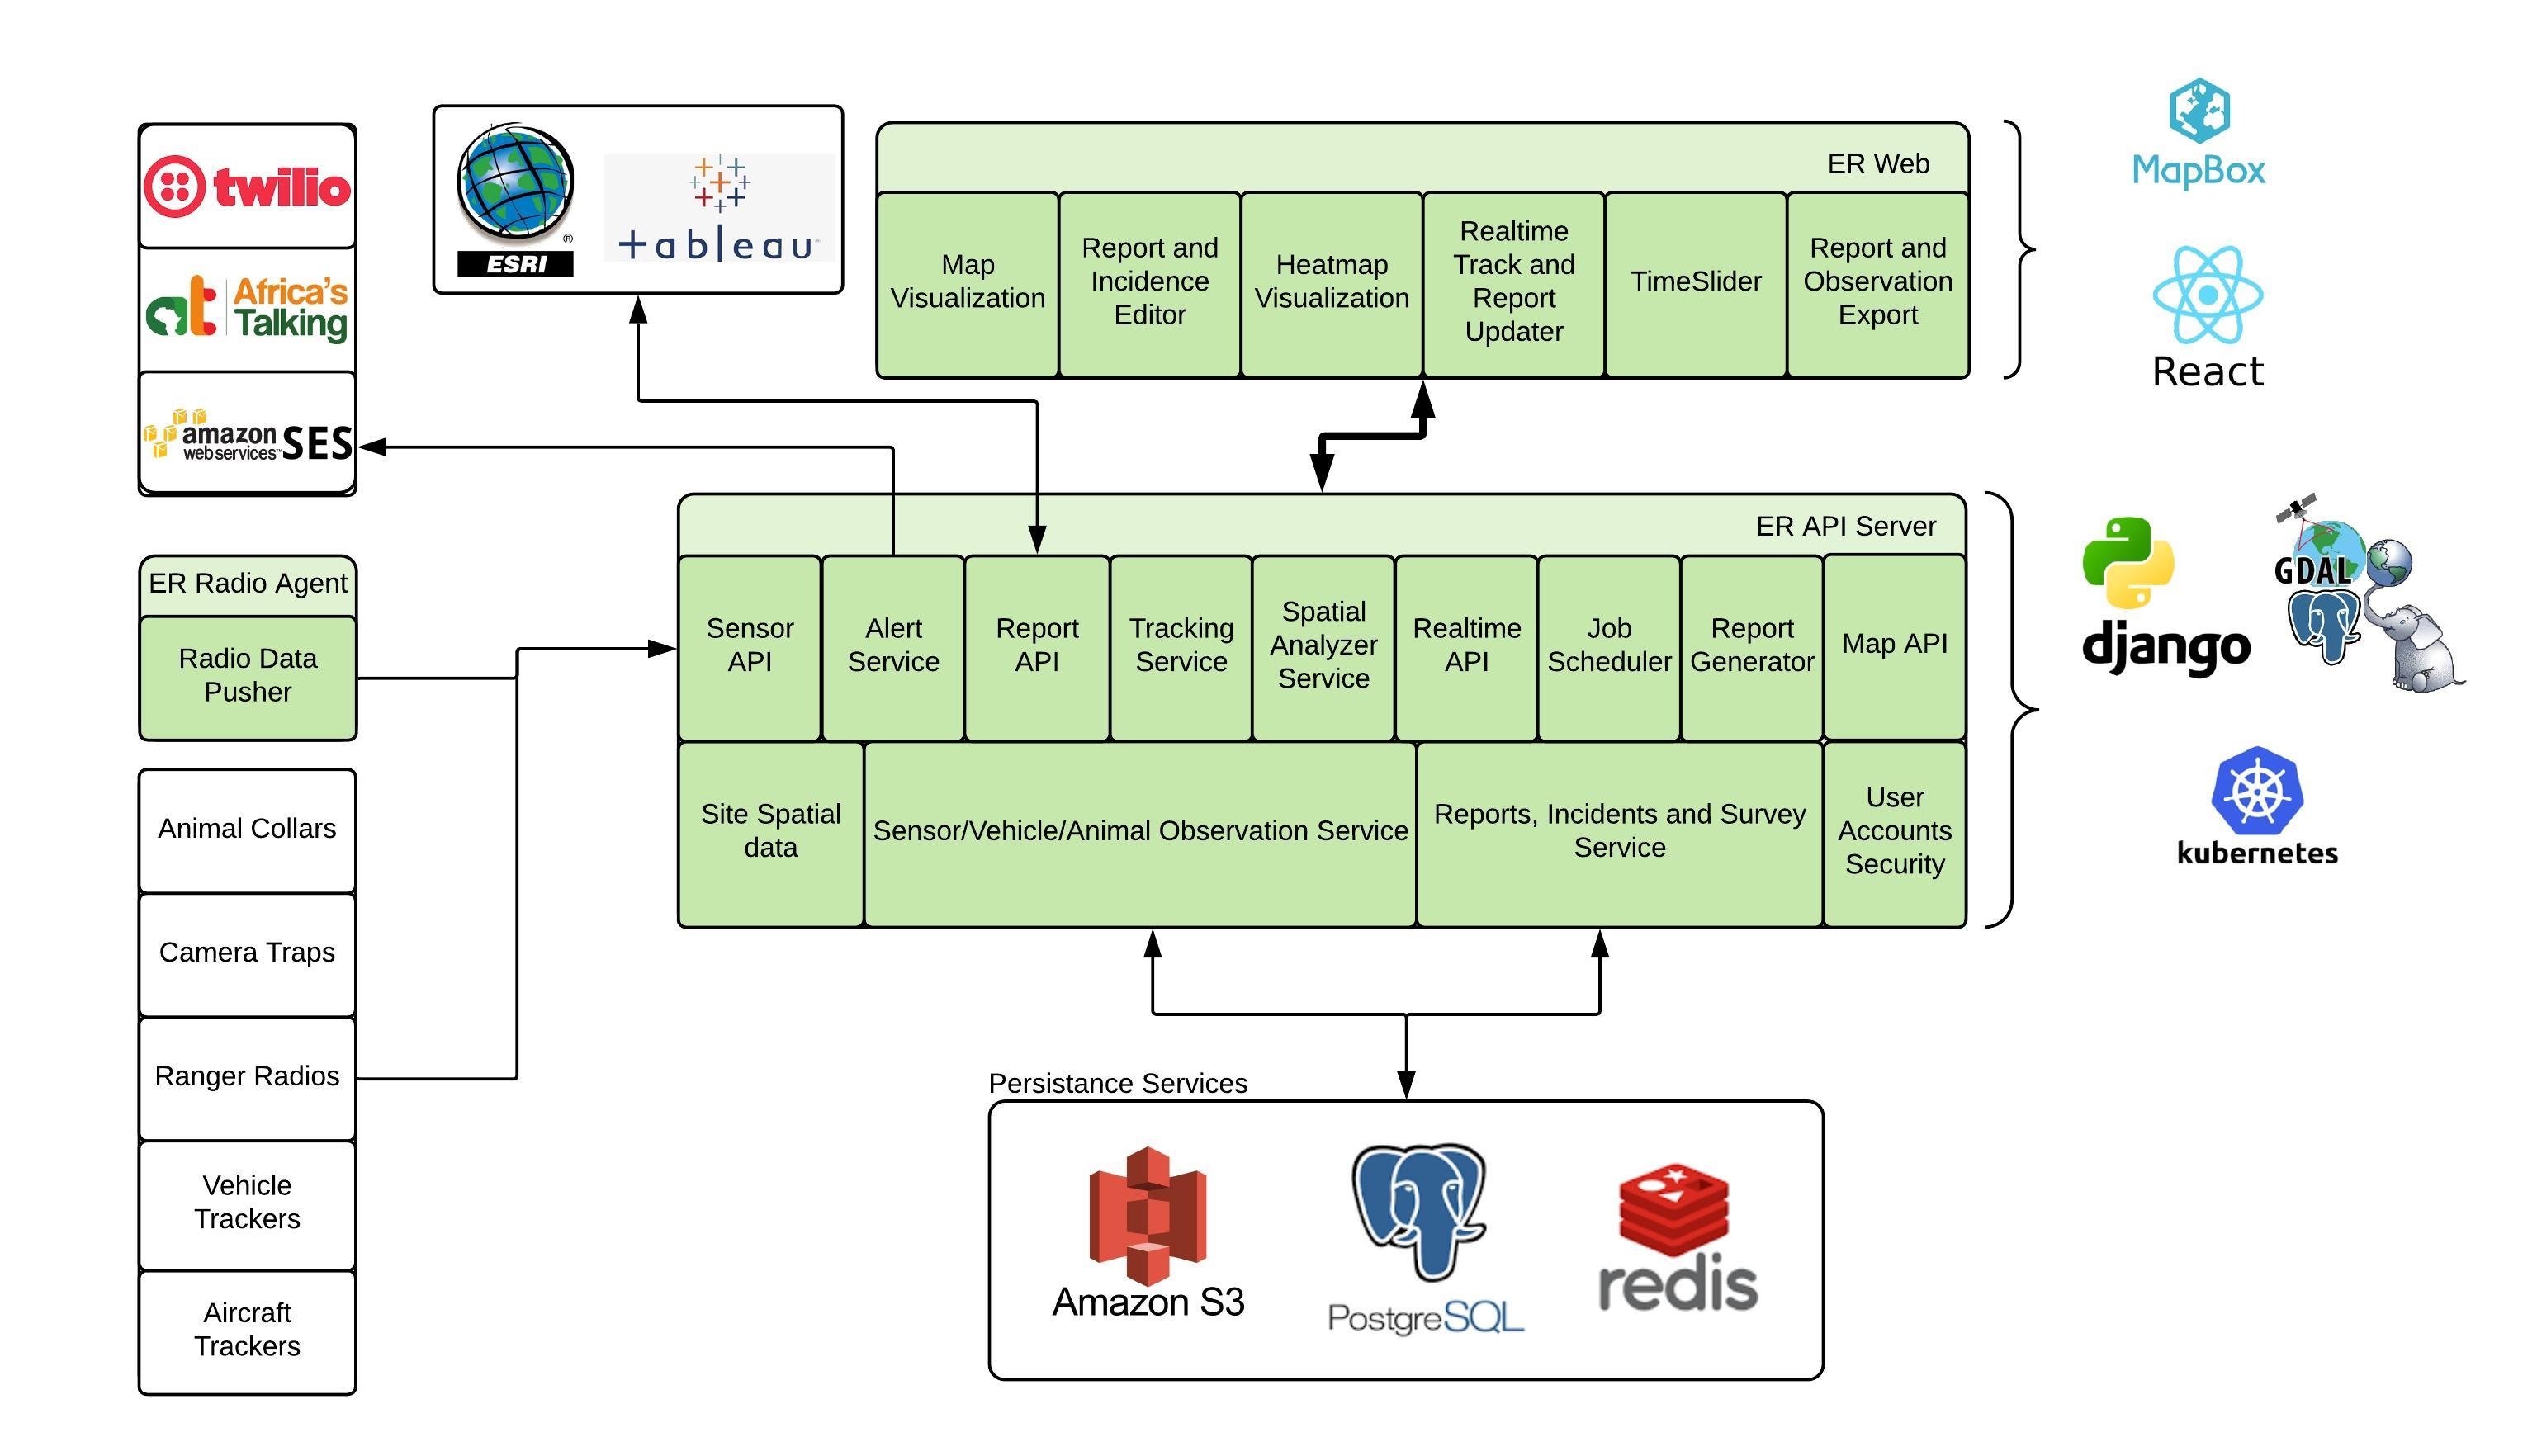 twilio
at
Africa's
Talking
amazon
webservices™
SES
®
ESRI
+ableau
ER Web
Map
Visualization
Report and
Incidence
Editor
Heatmap
Visualization
Realtime
Track and
Report
Updater
TimeSlider
Report and
Observation
Export
MapBox
React
ER API Server
Sensor
API
Alert
Service
Report
API
Tracking
Service
Spatial
Analyzer
Service
Realtime
API
Job
Scheduler
Report
Generator
Map API
Site Spatial
data
Sensor/Vehicle/Animal Observation Service
Reports, Incidents and Survey
Service
User
Accounts
Security
django
GDAL
kubernetes
ER Radio Agent
Radio Data
Pusher
Animal Collars
Camera Traps
Ranger Radios
Vehicle
Trackers
Aircraft
Trackers
Persistance Services
Amazon S3
PostgreSQL
redis